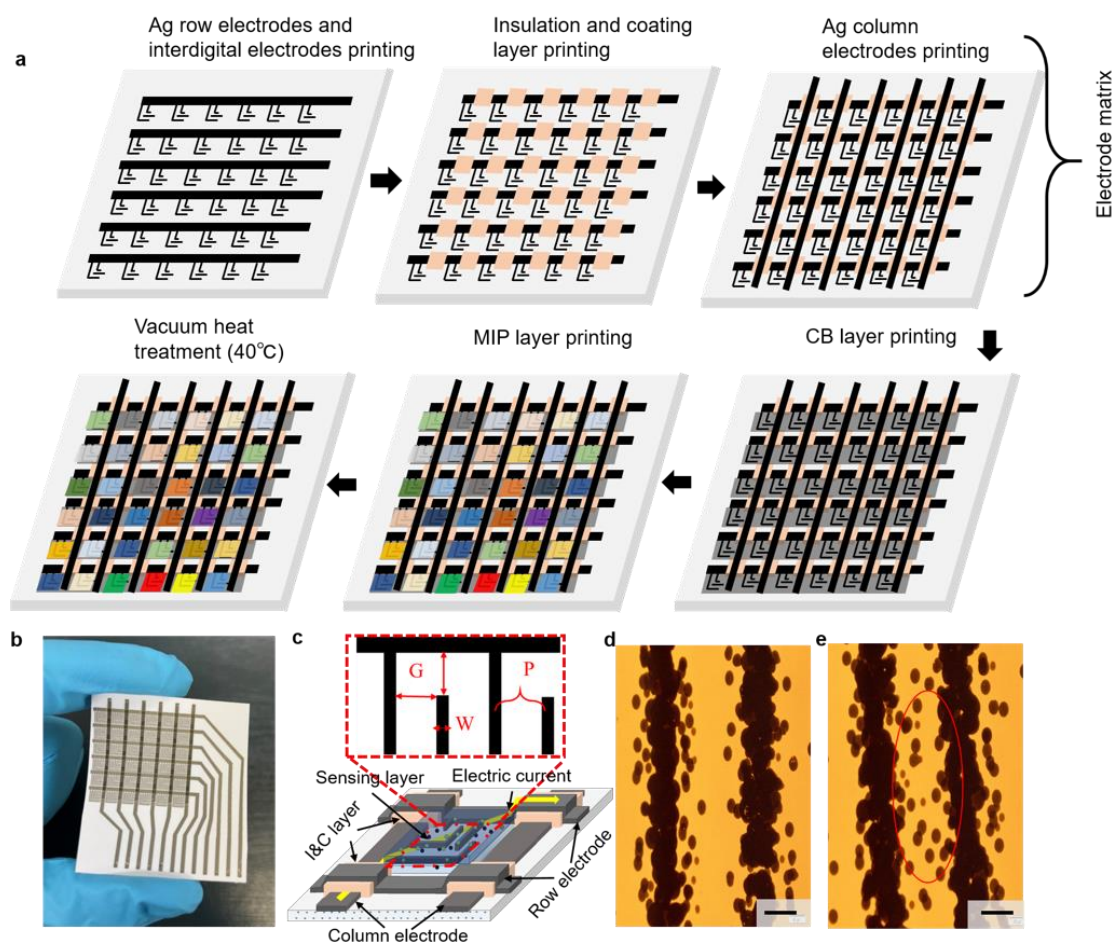 a
Ag row electrodes and
interdigital electrodes printing
Insulation and coating
layer printing
Ag column
electrodes printing
Electrode matrix
Vacuum heat
treatment (40℃)
MIP layer printing
CB layer printing
b
c
G
P
W
Sensing layer
Electric current
I&C layer
Row electrode
Column electrode
d
e